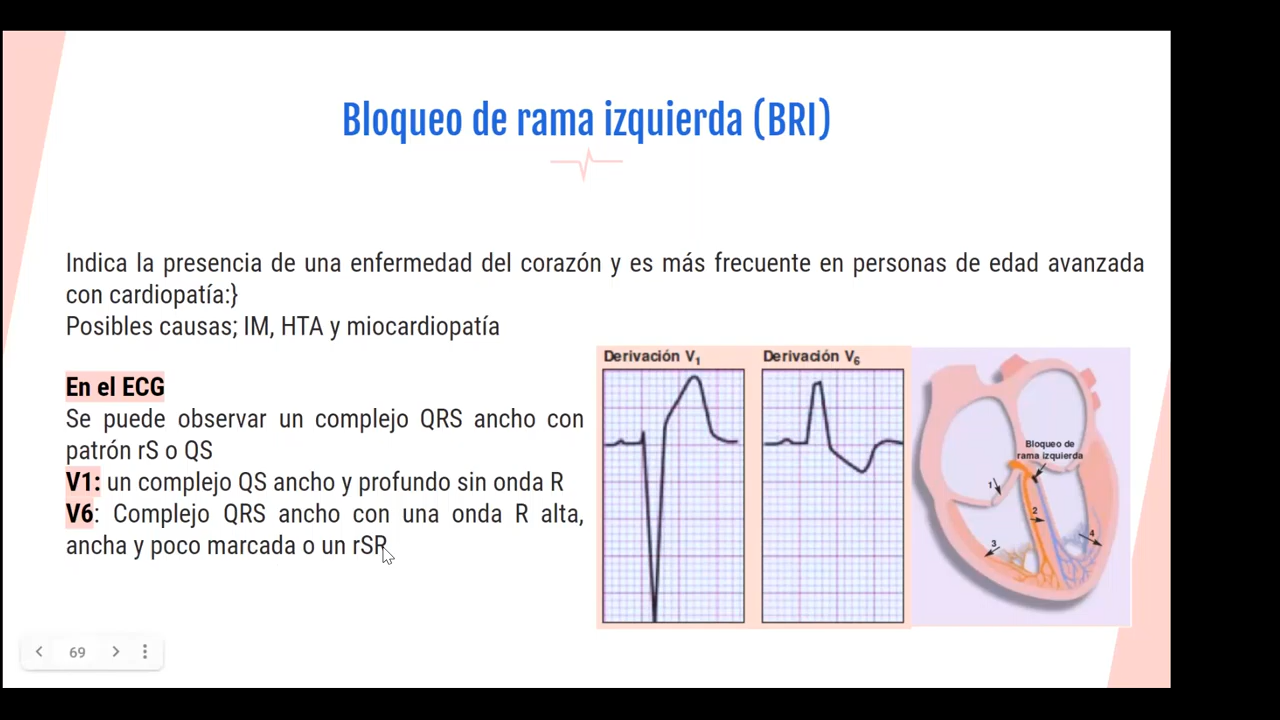 Bloqueo de rama izquierda (BRI)
Indica la presencia de una enfermedad del corazón y es más frecuente en personas de edad avanzada
con cardiopatía:}
Posibles causas; IM, HTA y miocardiopatía
En el ECG
Se puede observar un complejo QRS ancho con
patrón rS o QS
V1: un complejo QS ancho y profundo sin onda R
V6: Complejo QRS ancho con una onda R alta,
ancha y poco marcada o un rSR
Derivación V1
Derivación V6
Bloqueo de
rama izquierda
1
2
3
4
69